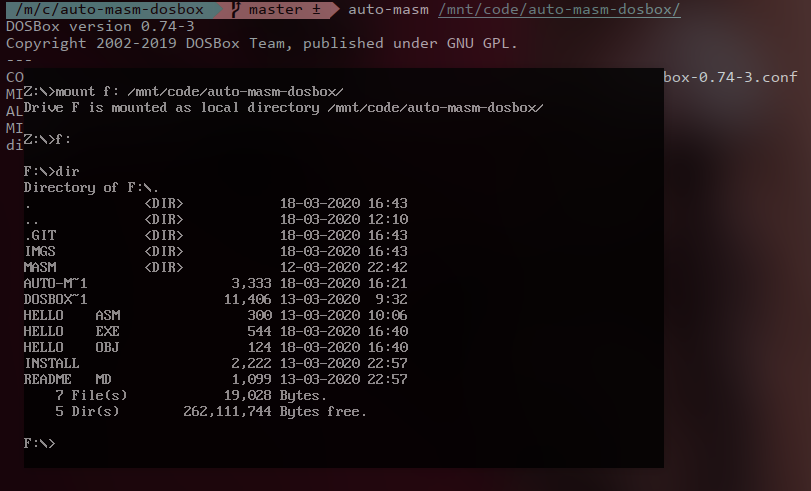 /m/c/auto-masm-dosbox master ± auto-masm /mnt/code/auto-masm-dosbox/
DOSBox version 0.74-3
Copyright 2002-2019 DOSBox Team, published under GNU GPL.
---
CO box-0.74-3.conf
MI
AL
MI
di
Z:\>mount f: /mnt/code/auto-masm-dosbox/
Drive F is mounted as local directory /mnt/code/auto-masm-dosbox/
Z:\>f:
F:\>dir
Directory of F:\.
. <DIR> 18-03-2020 16:43
.. <DIR> 18-03-2020 12:10
.GIT <DIR> 18-03-2020 16:43
IMGS <DIR> 18-03-2020 16:43
MASM <DIR> 12-03-2020 22:42
AUTO-M~1 3,333 18-03-2020 16:21
DOSBOX~1 11,406 13-03-2020 9:32
HELLO ASM 300 13-03-2020 10:06
HELLO EXE 544 18-03-2020 16:40
HELLO OBJ 124 18-03-2020 16:40
INSTALL 2,222 13-03-2020 22:57
README MD 1,099 13-03-2020 22:57
7 File(s) 19,028 Bytes.
5 Dir(s) 262,111,744 Bytes free.
F:\>